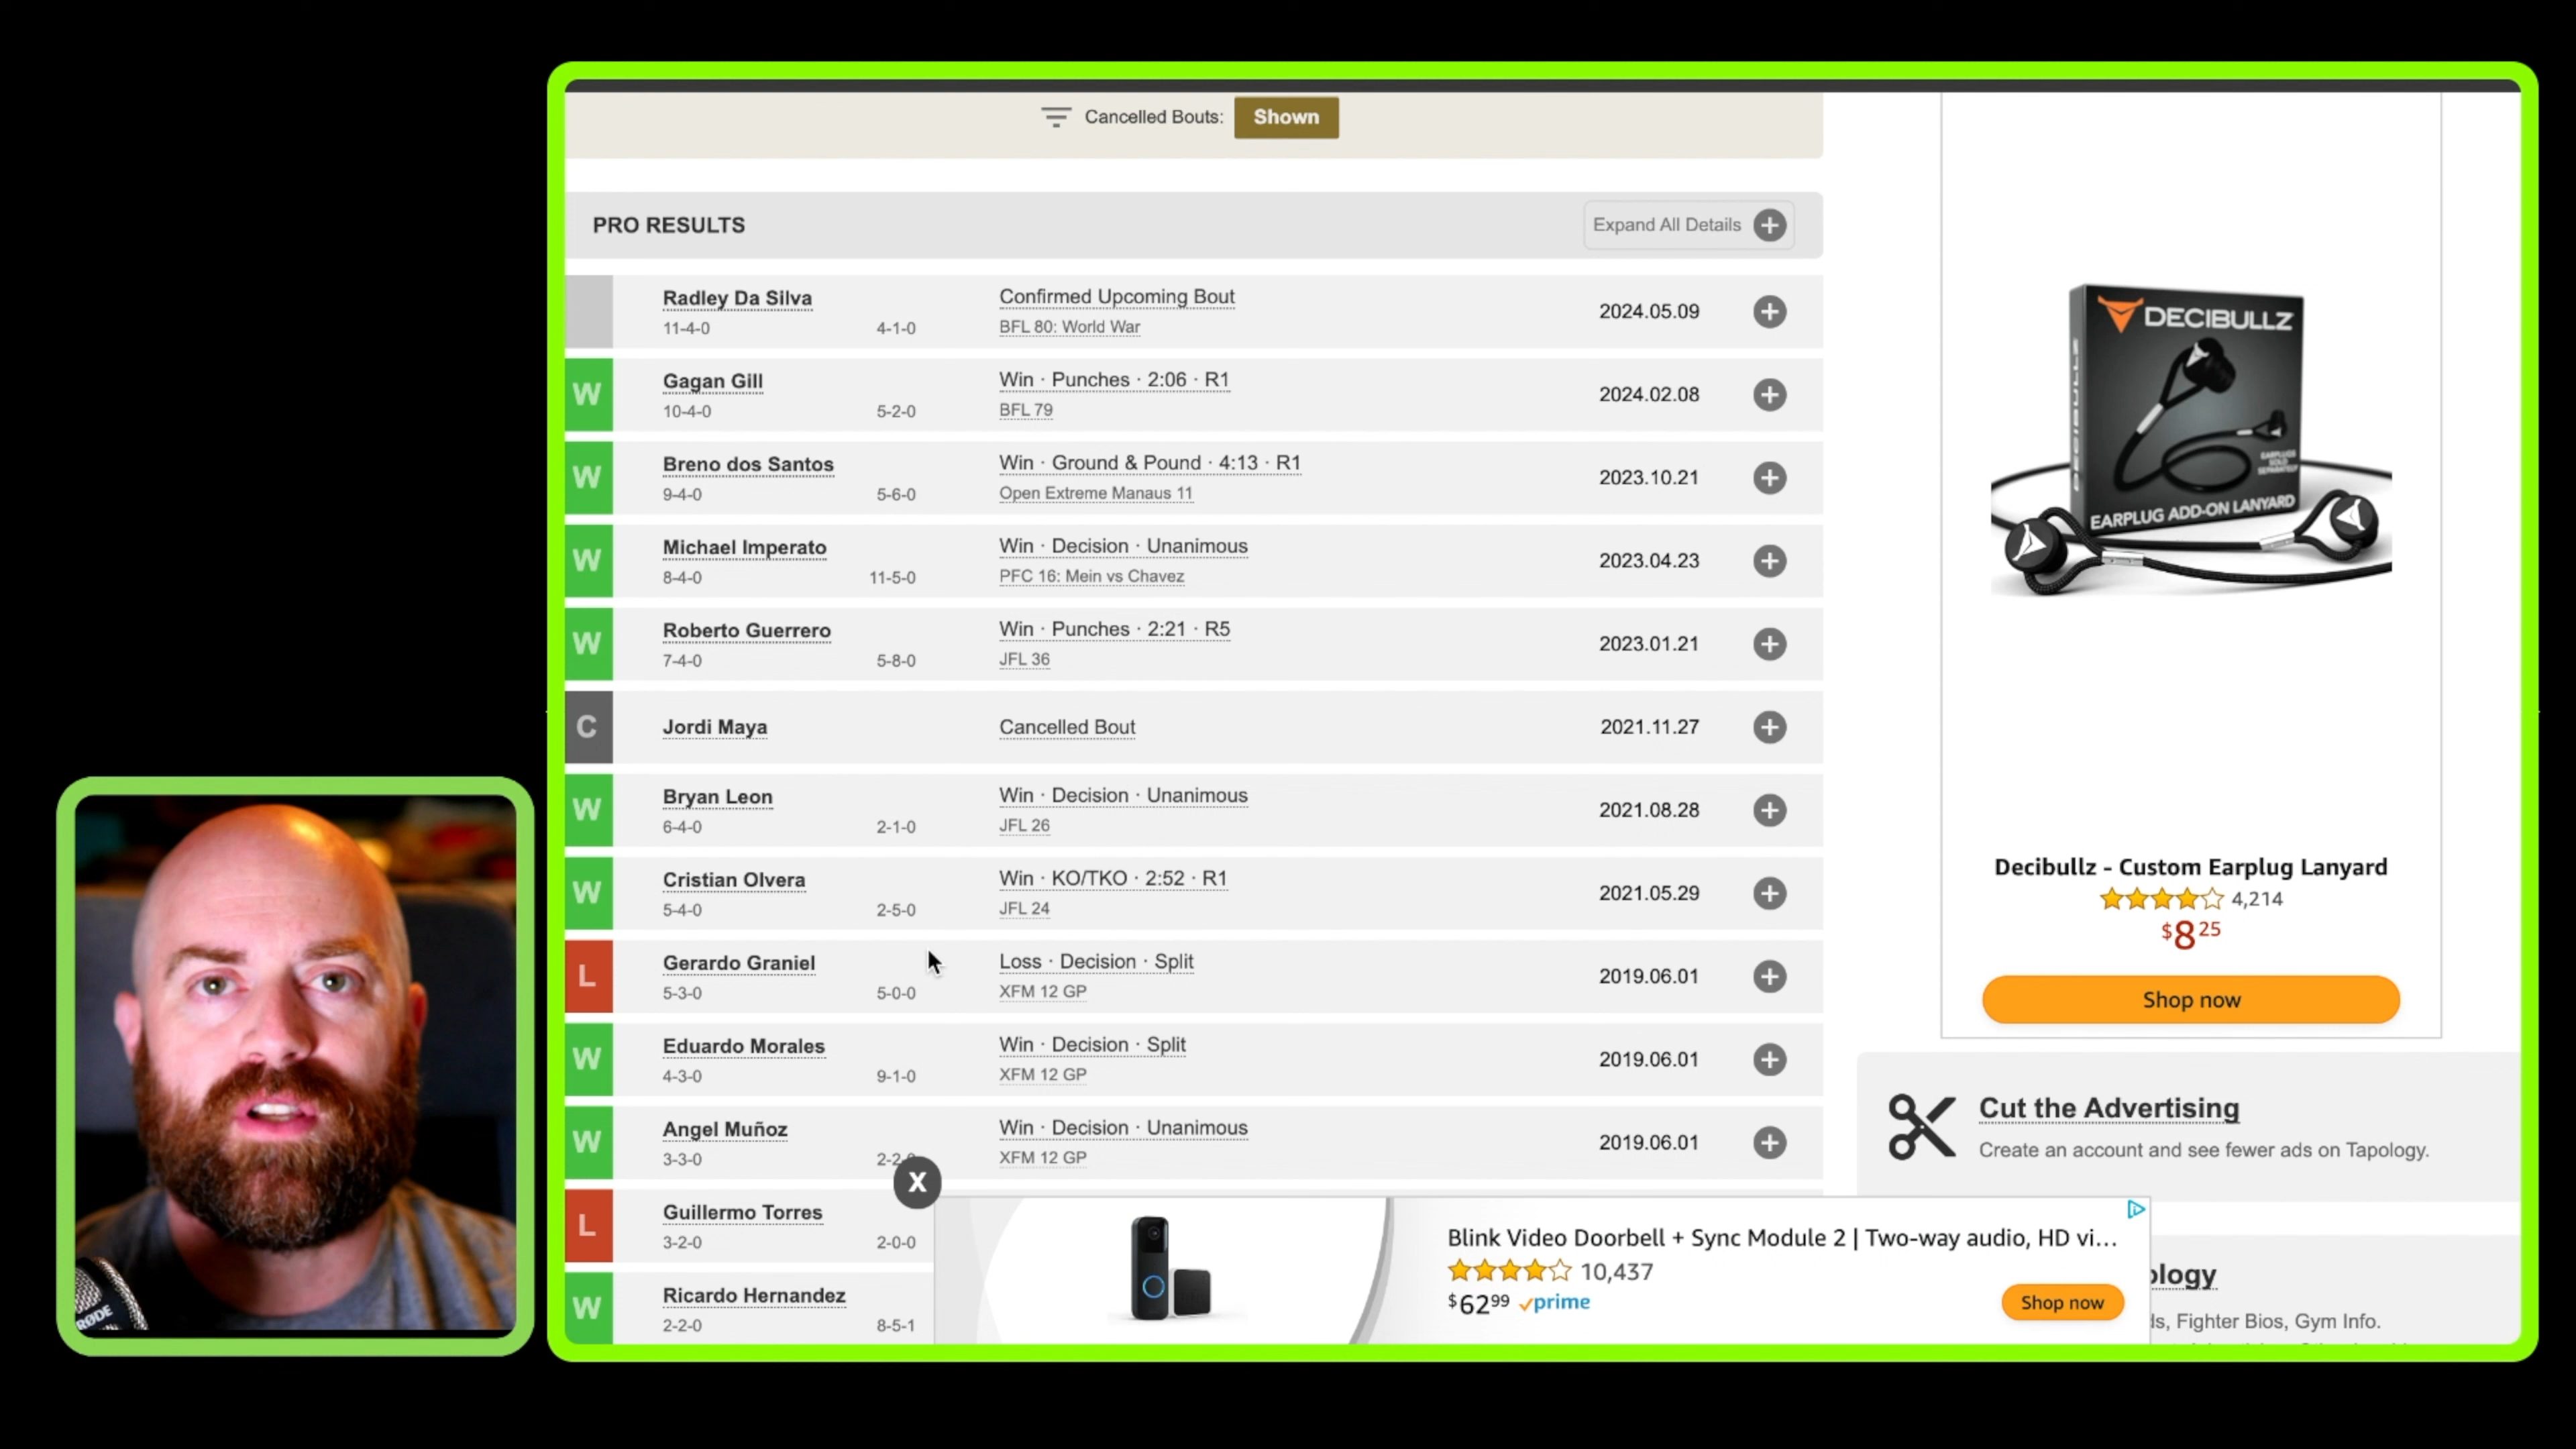 Cancelled Bouts: Shown
PRO RESULTS
Expand All Details
Radley Da Silva
11-4-0 4-1-0
Confirmed Upcoming Bout
BFL 80: World War
2024.05.09
W
Gagan Gill
10-4-0 5-2-0
Win · Punches · 2:06 · R1
BFL 79
2024.02.08
W
Breno dos Santos
9-4-0 5-6-0
Win · Ground & Pound · 4:13 · R1
Open Extreme Manaus 11
2023.10.21
W
Michael Imperato
8-4-0 11-5-0
Win · Decision · Unanimous
PFC 16: Mein vs Chavez
2023.04.23
W
Roberto Guerrero
7-4-0 5-8-0
Win · Punches · 2:21 · R5
JFL 36
2023.01.21
C
Jordi Maya
Cancelled Bout
2021.11.27
W
Bryan Leon
6-4-0 2-1-0
Win · Decision · Unanimous
JFL 26
2021.08.28
W
Cristian Olvera
5-4-0 2-5-0
Win · KO/TKO · 2:52 · R1
JFL 24
2021.05.29
L
Gerardo Graniel
5-3-0 5-0-0
Loss · Decision · Split
XFM 12 GP
2019.06.01
W
Eduardo Morales
4-3-0 9-1-0
Win · Decision · Split
XFM 12 GP
2019.06.01
W
Angel Muñoz
3-3-0
Win · Decision · Unanimous
XFM 12 GP
2019.06.01
L
Guillermo Torres
3-2-0 2-0-0
W
Ricardo Hernandez
2-2-0 8-5-1
X
Blink Video Doorbell + Sync Module 2 | Two-way audio, HD vi...
10,437
$62.99 prime
Shop now
DECIBULLZ
DECIBULLZ
EARPLUG ADD-ON LANYARD
Decibullz - Custom Earplug Lanyard
4,214
$8.25
Shop now
Cut the Advertising
Create an account and see fewer ads on Tapology.
ology
ds, Fighter Bios, Gym Info.
RØDE